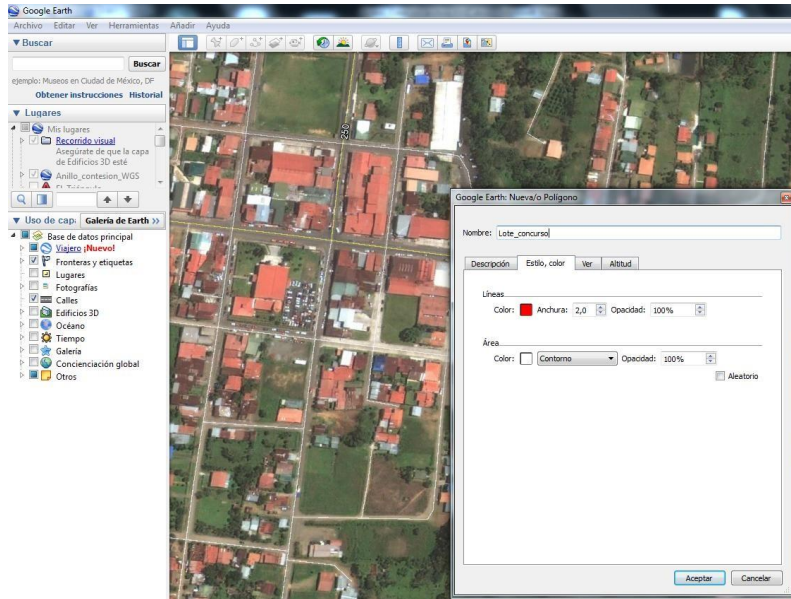 Google Earth
Archivo Editar Ver Herramientas Añadir Ayuda
Buscar
Buscar
ejemplo: Museos en Ciudad de México, DF
Obtener instrucciones Historial
Lugares
Mis lugares
Recorrido visual
Asegúrate de que la capa
de Edificios 3D esté
Anillo_contesion_WGS
Uso de cap: Galería de Earth >>
Base de datos principal
Viajero ¡Nuevo!
Fronteras y etiquetas
Lugares
Fotografías
Calles
Edificios 3D
Océano
Tiempo
Galería
Concienciación global
Otros
250
Google Earth: Nueva/o Polígono
Nombre: Lote_concurso
Descripción Estilo, color Ver Altitud
Líneas
Color: Anchura: 2,0 Opacidad: 100%
Área
Color: Contorno Opacidad: 100%
Aleatorio
Aceptar Cancelar